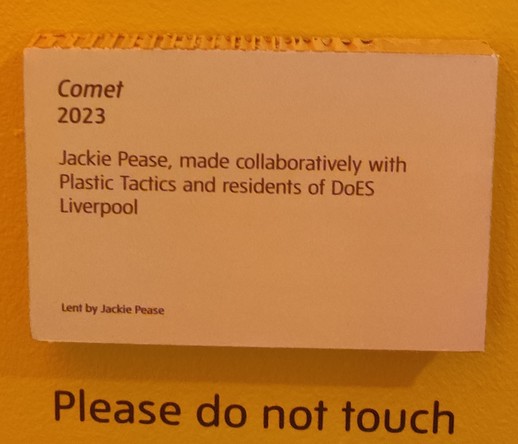 Comet
2023
Jackie Pease, made collaboratively with
Plastic Tactics and residents of DoES
Liverpool
Lent by Jackie Pease
Please do not touch